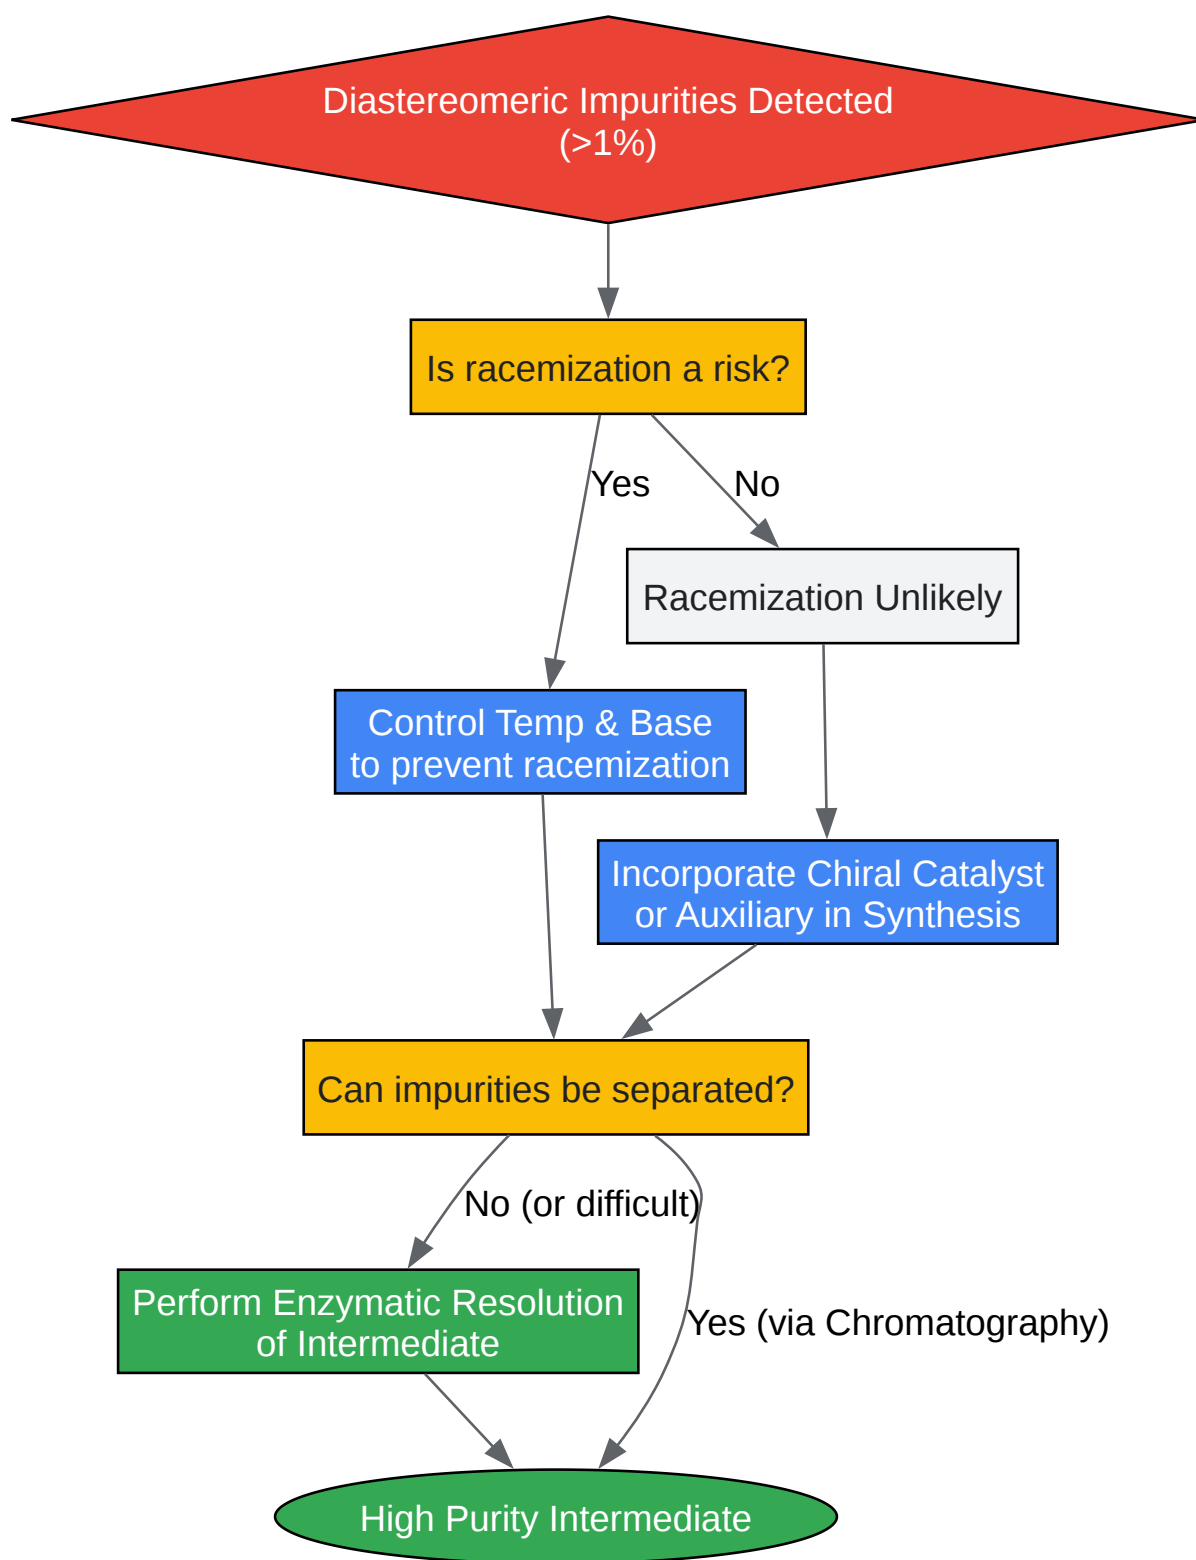 Diastereomeric Impurities Detected
(>1%)
Is racemization a risk?
Yes
No
Racemization Unlikely
Control Temp & Base
to prevent racemization
Incorporate Chiral Catalyst
or Auxiliary in Synthesis
Can impurities be separated?
No (or difficult)
Perform Enzymatic Resolution
of Intermediate
Yes (via Chromatography)
High Purity Intermediate